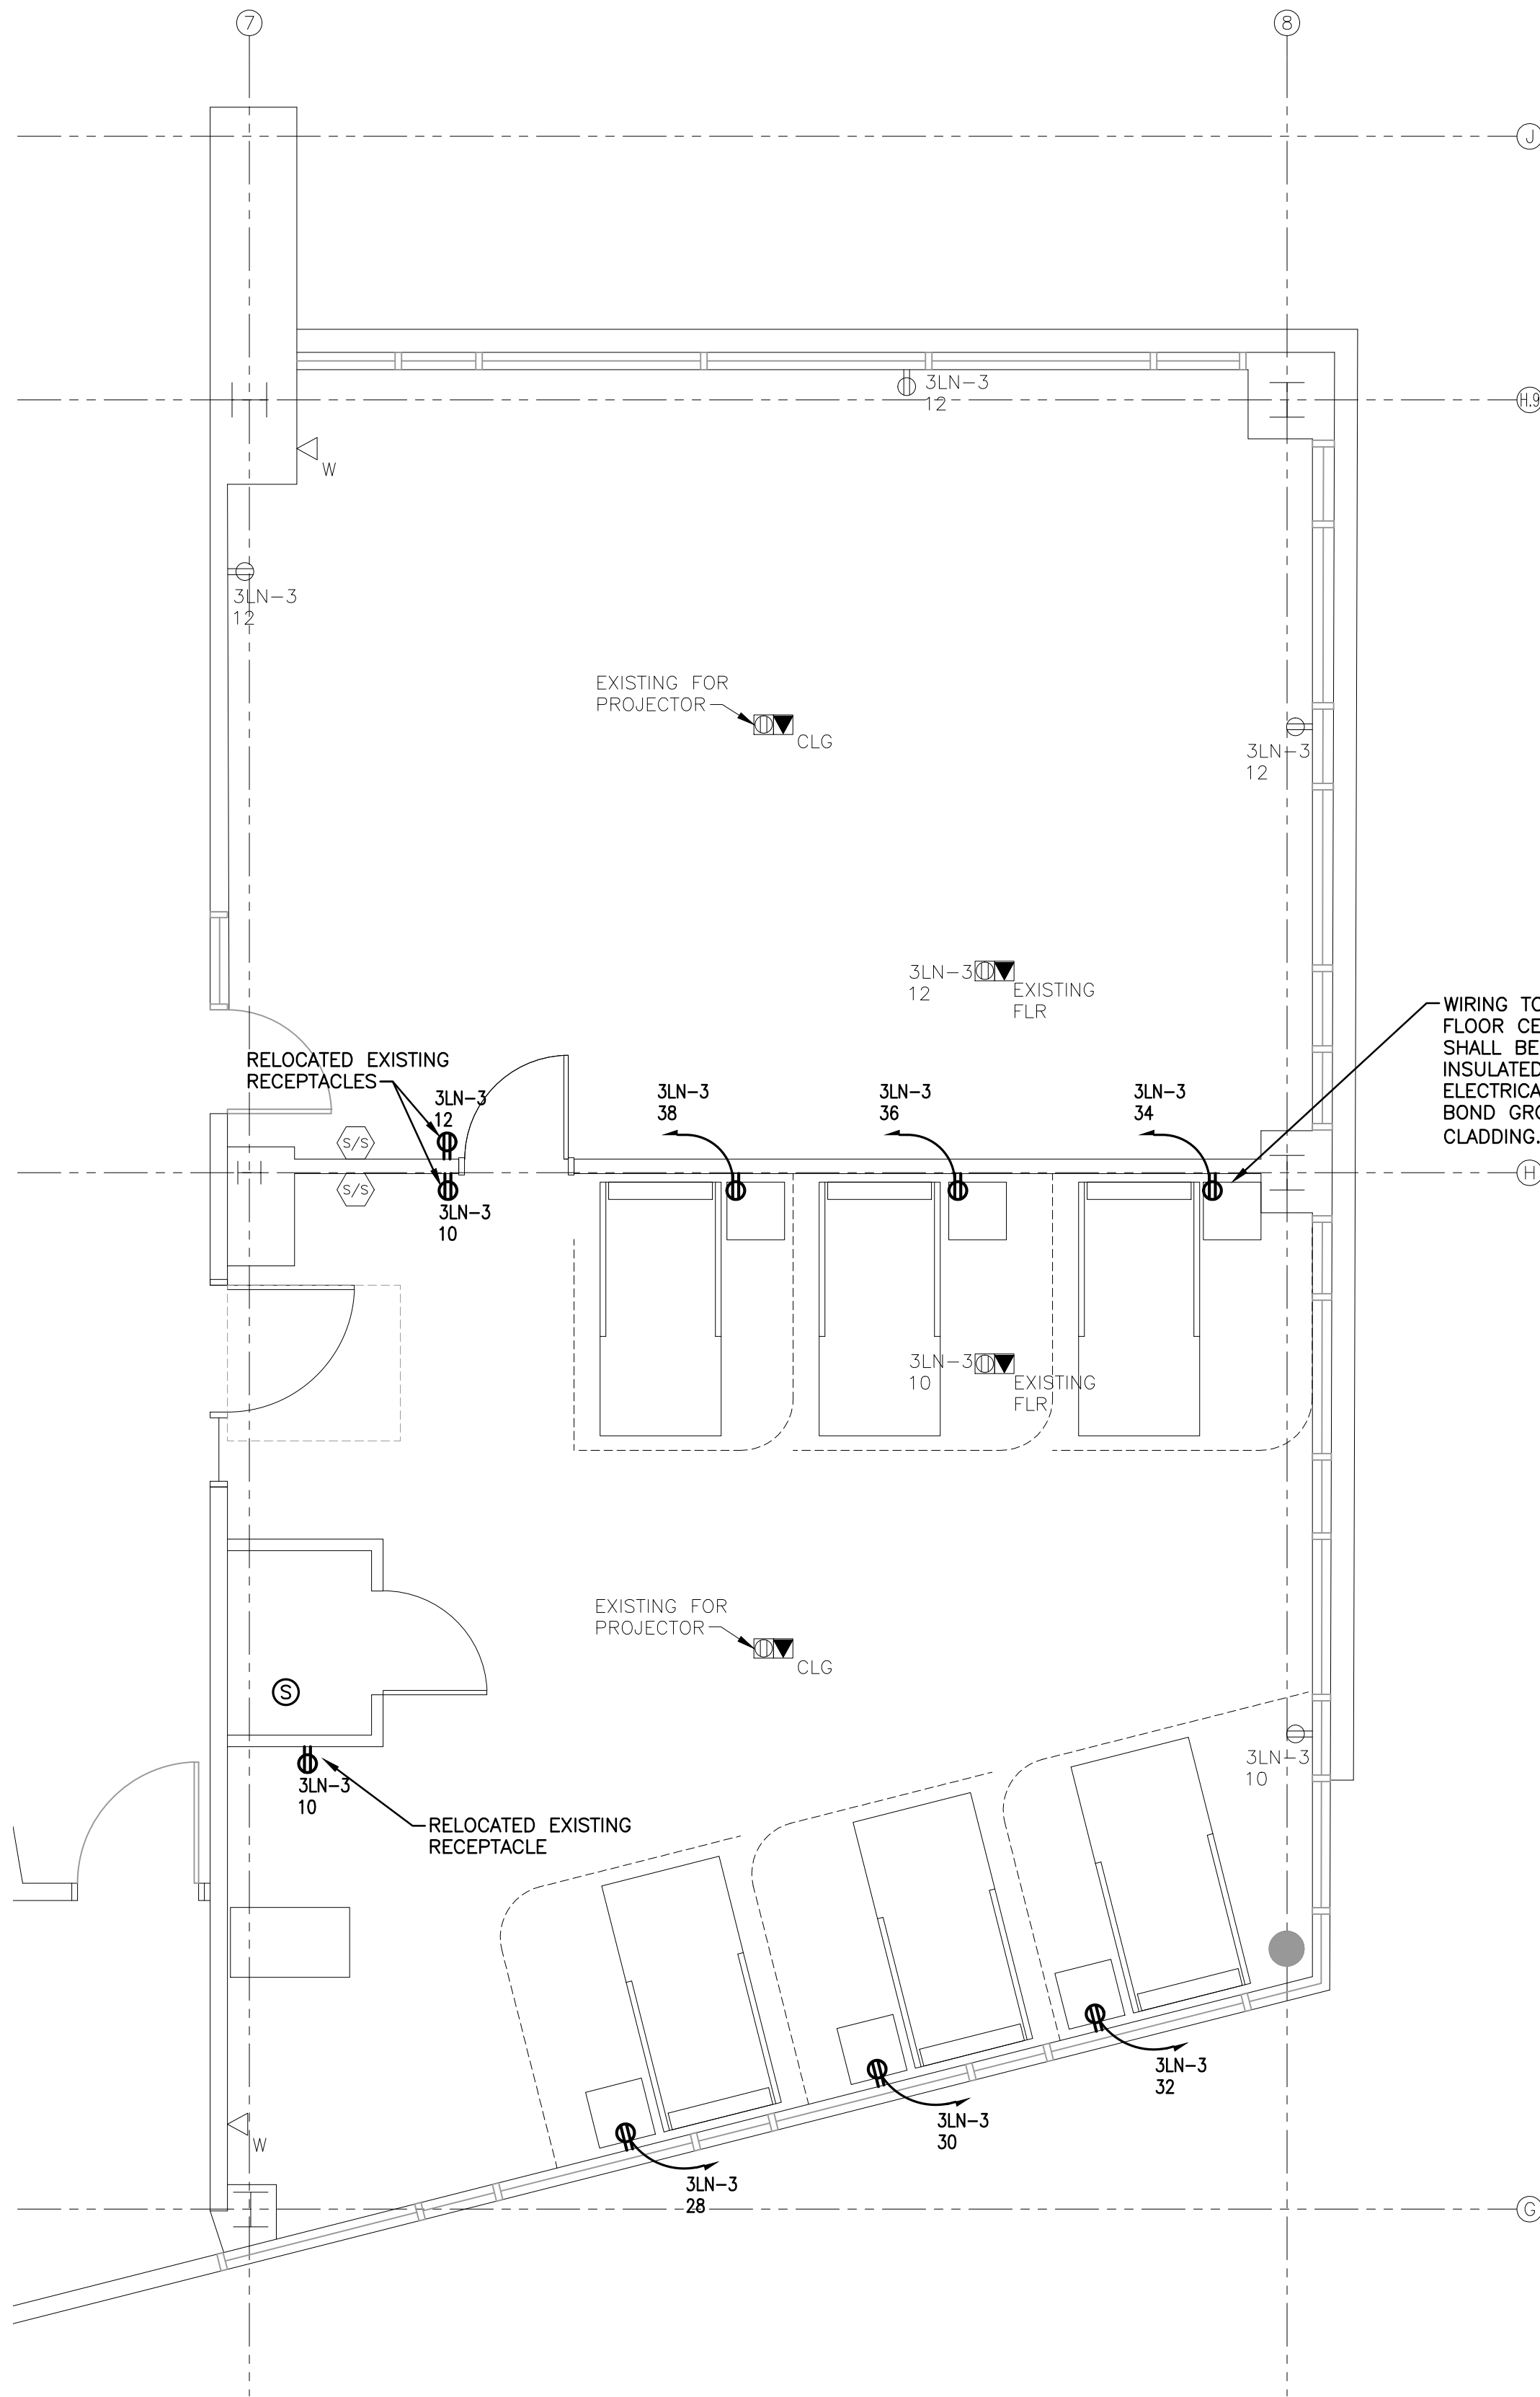 7
8
J
3LN-3
12
H.9
W
3LN-3
12
EXISTING FOR
PROJECTOR
CLG
3LN-3
12
3LN-3
12
EXISTING
FLR
WIRING TO
FLOOR CE
SHALL BE
INSULATED
ELECTRICA
BOND GRO
CLADDING.
RELOCATED EXISTING
RECEPTACLES
3LN-3
12
3LN-3
38
3LN-3
36
3LN-3
34
S/S
H
S/S
3LN-3
10
3LN-3
10
EXISTING
FLR
EXISTING FOR
PROJECTOR
CLG
S
3LN-3
10
3LN-3
10
RELOCATED EXISTING
RECEPTACLE
3LN-3
32
3LN-3
30
W
3LN-3
28
G